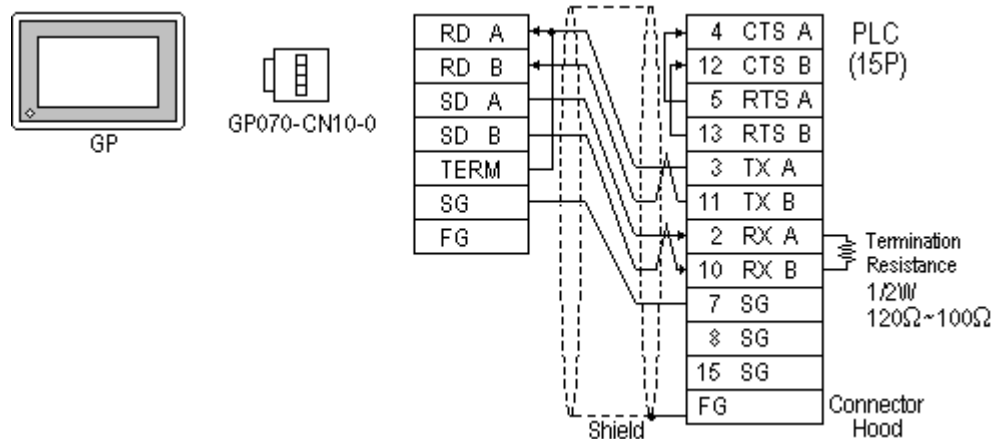 GP
GP070-CN10-0
RD A
RD B
SD A
SD B
TERM
SG
FG
4 CTS A
12 CTS B
5 RTS A
13 RTS B
3 TX A
11 TX B
2 RX A
10 RX B
7 SG
8 SG
15 SG
FG
PLC
(15P)
Termination
Resistance
1/2W
120Ω~100Ω
Connector
Hood
Shield